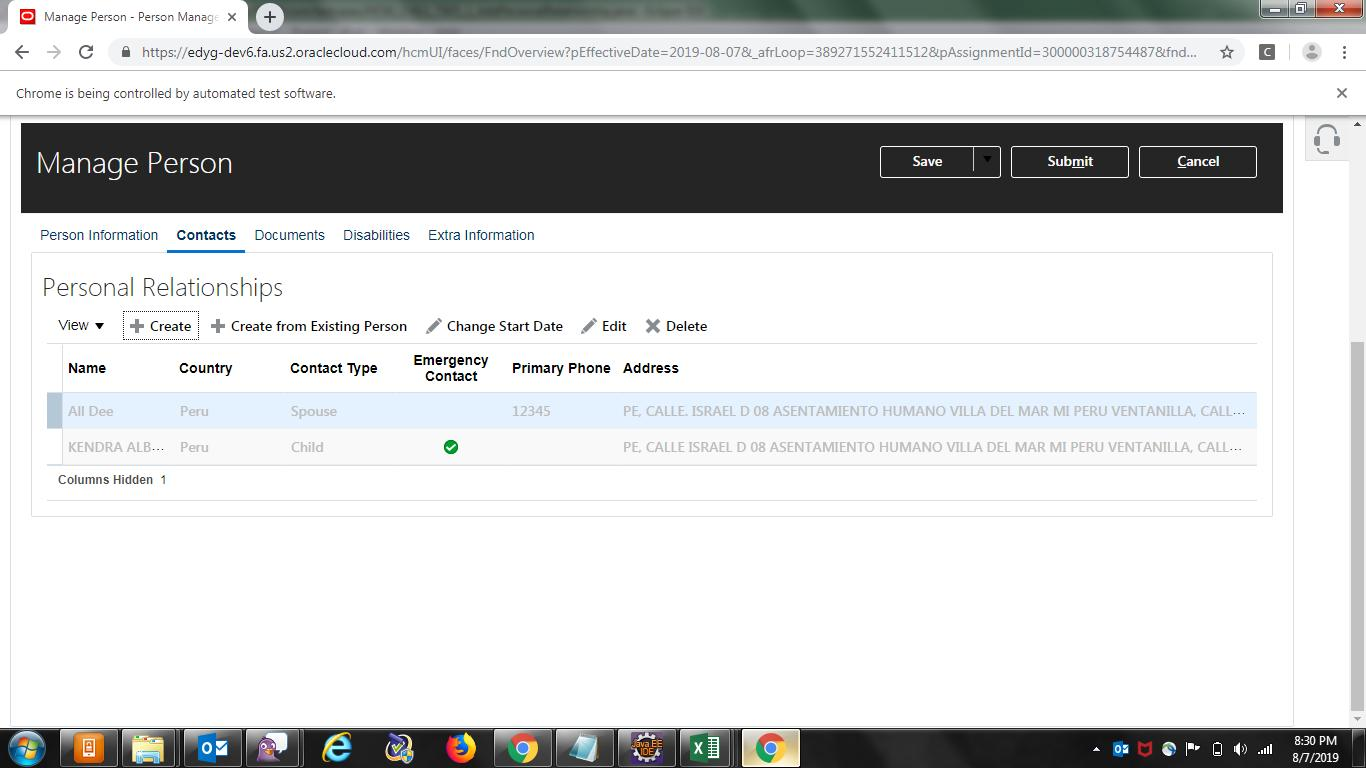 Manage Person - Person Manage
https://edyg-dev6.fa.us2.oraclecloud.com/hcmUI/faces/FndOverview?pEffectiveDate=2019-08-07&_afrLoop=389271552411512&pAssignmentId=300000318754487&fnd...
Chrome is being controlled by automated test software.
Manage Person
Save Submit Cancel
Person Information Contacts Documents Disabilities Extra Information
Personal Relationships
View Create Create from Existing Person Change Start Date Edit Delete
Name Country Contact Type Emergency Contact Primary Phone Address
All Dee Peru Spouse 12345 PE, CALLE. ISRAEL D 08 ASENTAMIENTO HUMANO VILLA DEL MAR MI PERU VENTANILLA, CALL...
KENDRA ALB... Peru Child PE, CALLE ISRAEL D 08 ASENTAMIENTO HUMANO VILLA DEL MAR MI PERU VENTANILLA, CALL...
Columns Hidden 1
Java EE
IDE
8:30 PM
8/7/2019